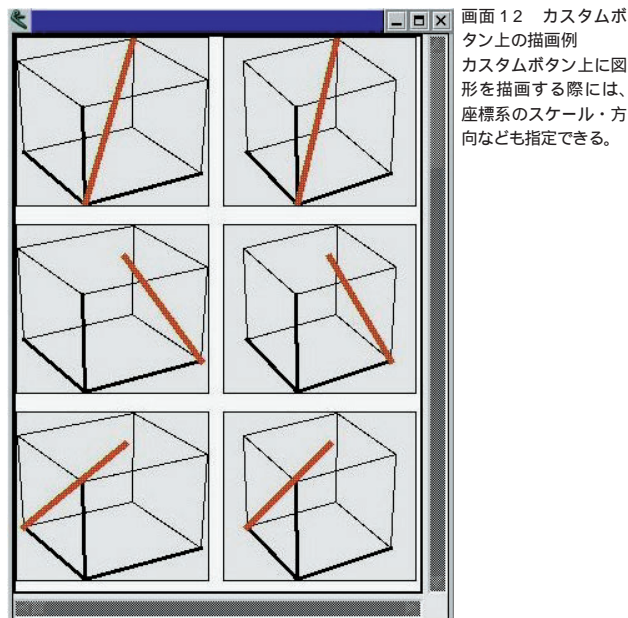 画面１２　カスタムボ
タン上の描画例
カスタムボタン上に図
形を描画する際には、
座標系のスケール・方
向なども指定できる。